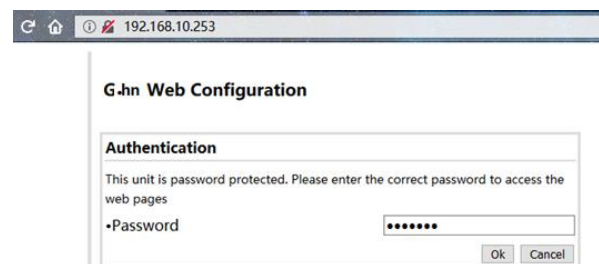 192.168.10.253
G.hn Web Configuration
Authentication
This unit is password protected. Please enter the correct password to access the
web pages
•Password •••••••
Ok Cancel